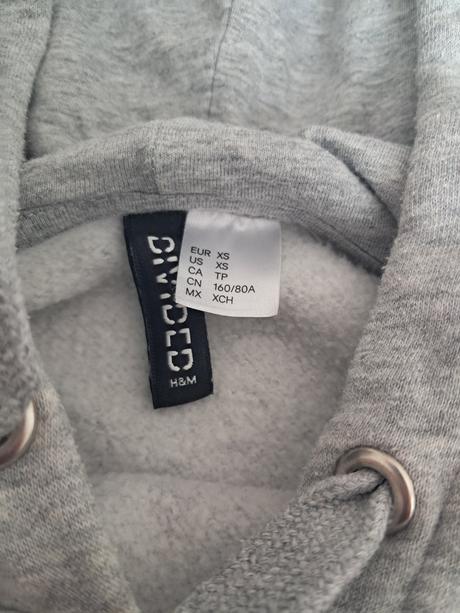 DIVIDED
H&M
EUR XS
US XS
CA TP
CN 160/80A
MX XCH